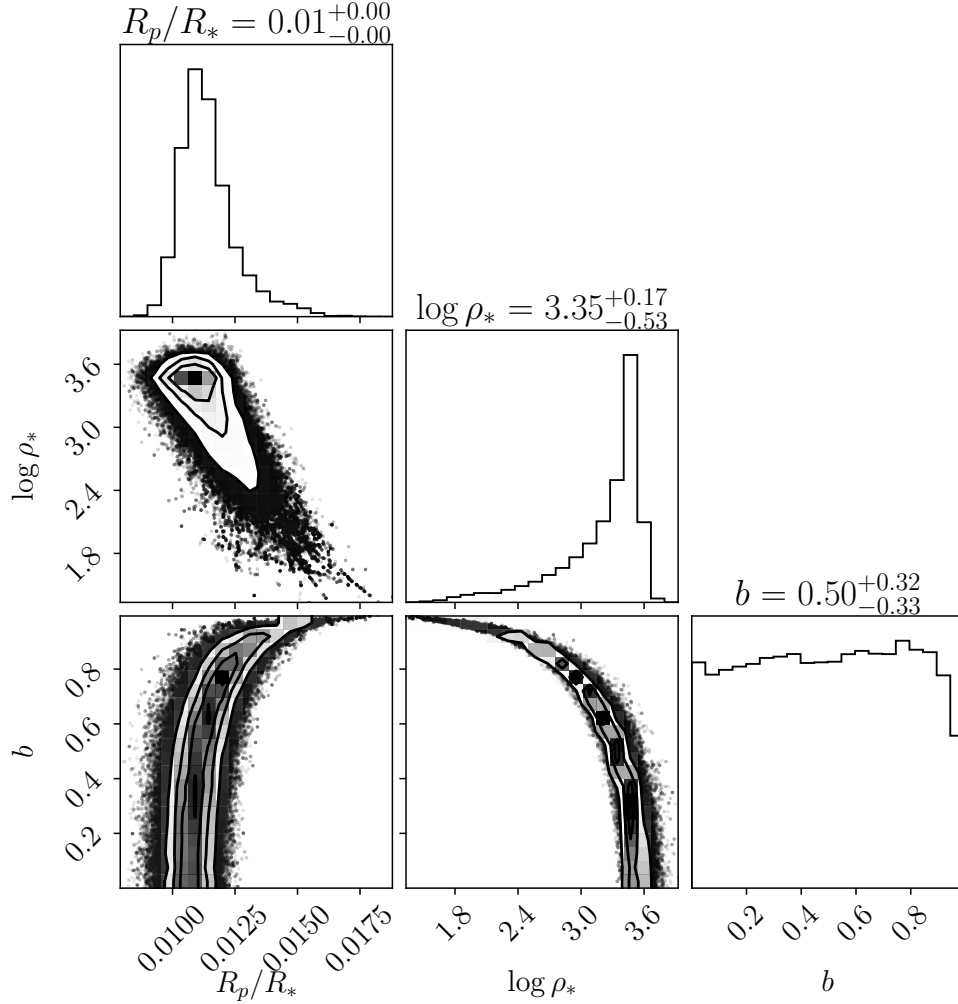 R_p/R_* = 0.01^{+0.00}_{-0.00}
log ρ_* = 3.35^{+0.17}_{-0.53}
b = 0.50^{+0.32}_{-0.33}
log ρ_*
3.6
3.0
2.4
1.8
b
0.8
0.6
0.4
0.2
0.0100 0.0125 0.0150 0.0175
R_p/R_*
1.8 2.4 3.0 3.6
log ρ_*
0.2 0.4 0.6 0.8
b